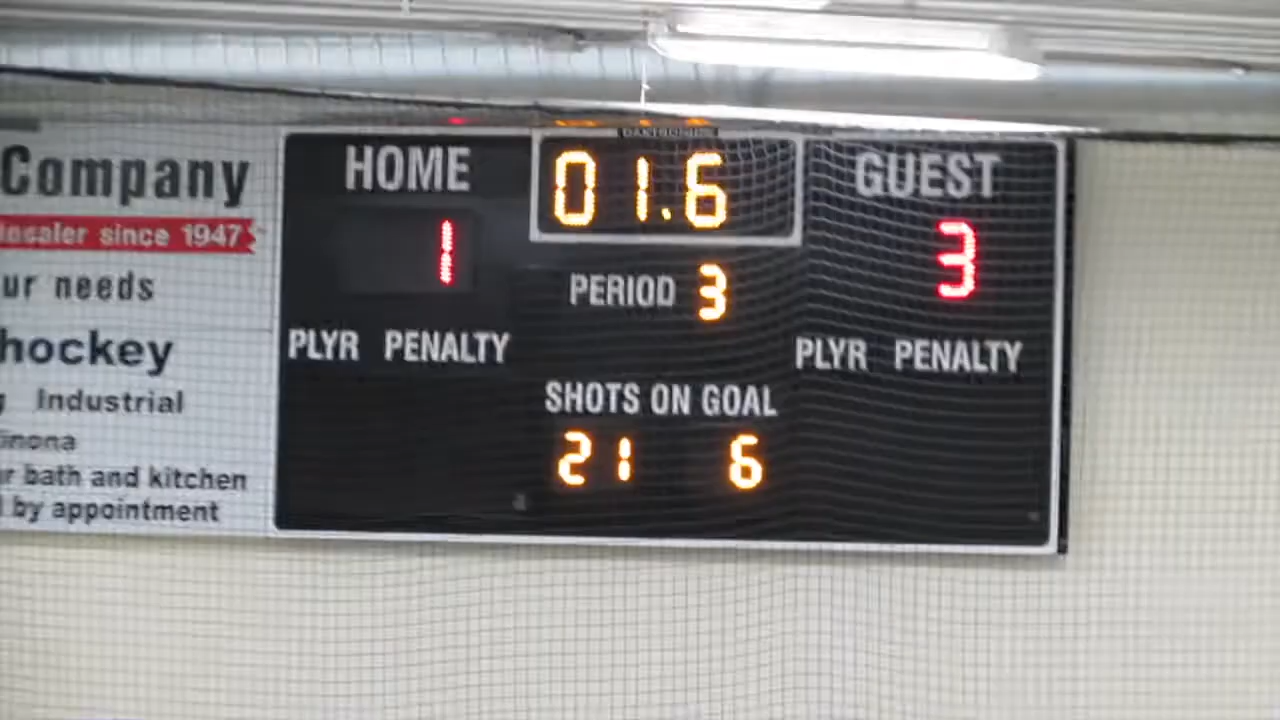 Company
since 1947
ur needs
hockey
Industrial
bath and kitchen
by appointment
HOME 01.6 GUEST
1 PERIOD 3 3
PLYR PENALTY PLYR PENALTY
SHOTS ON GOAL
21 6